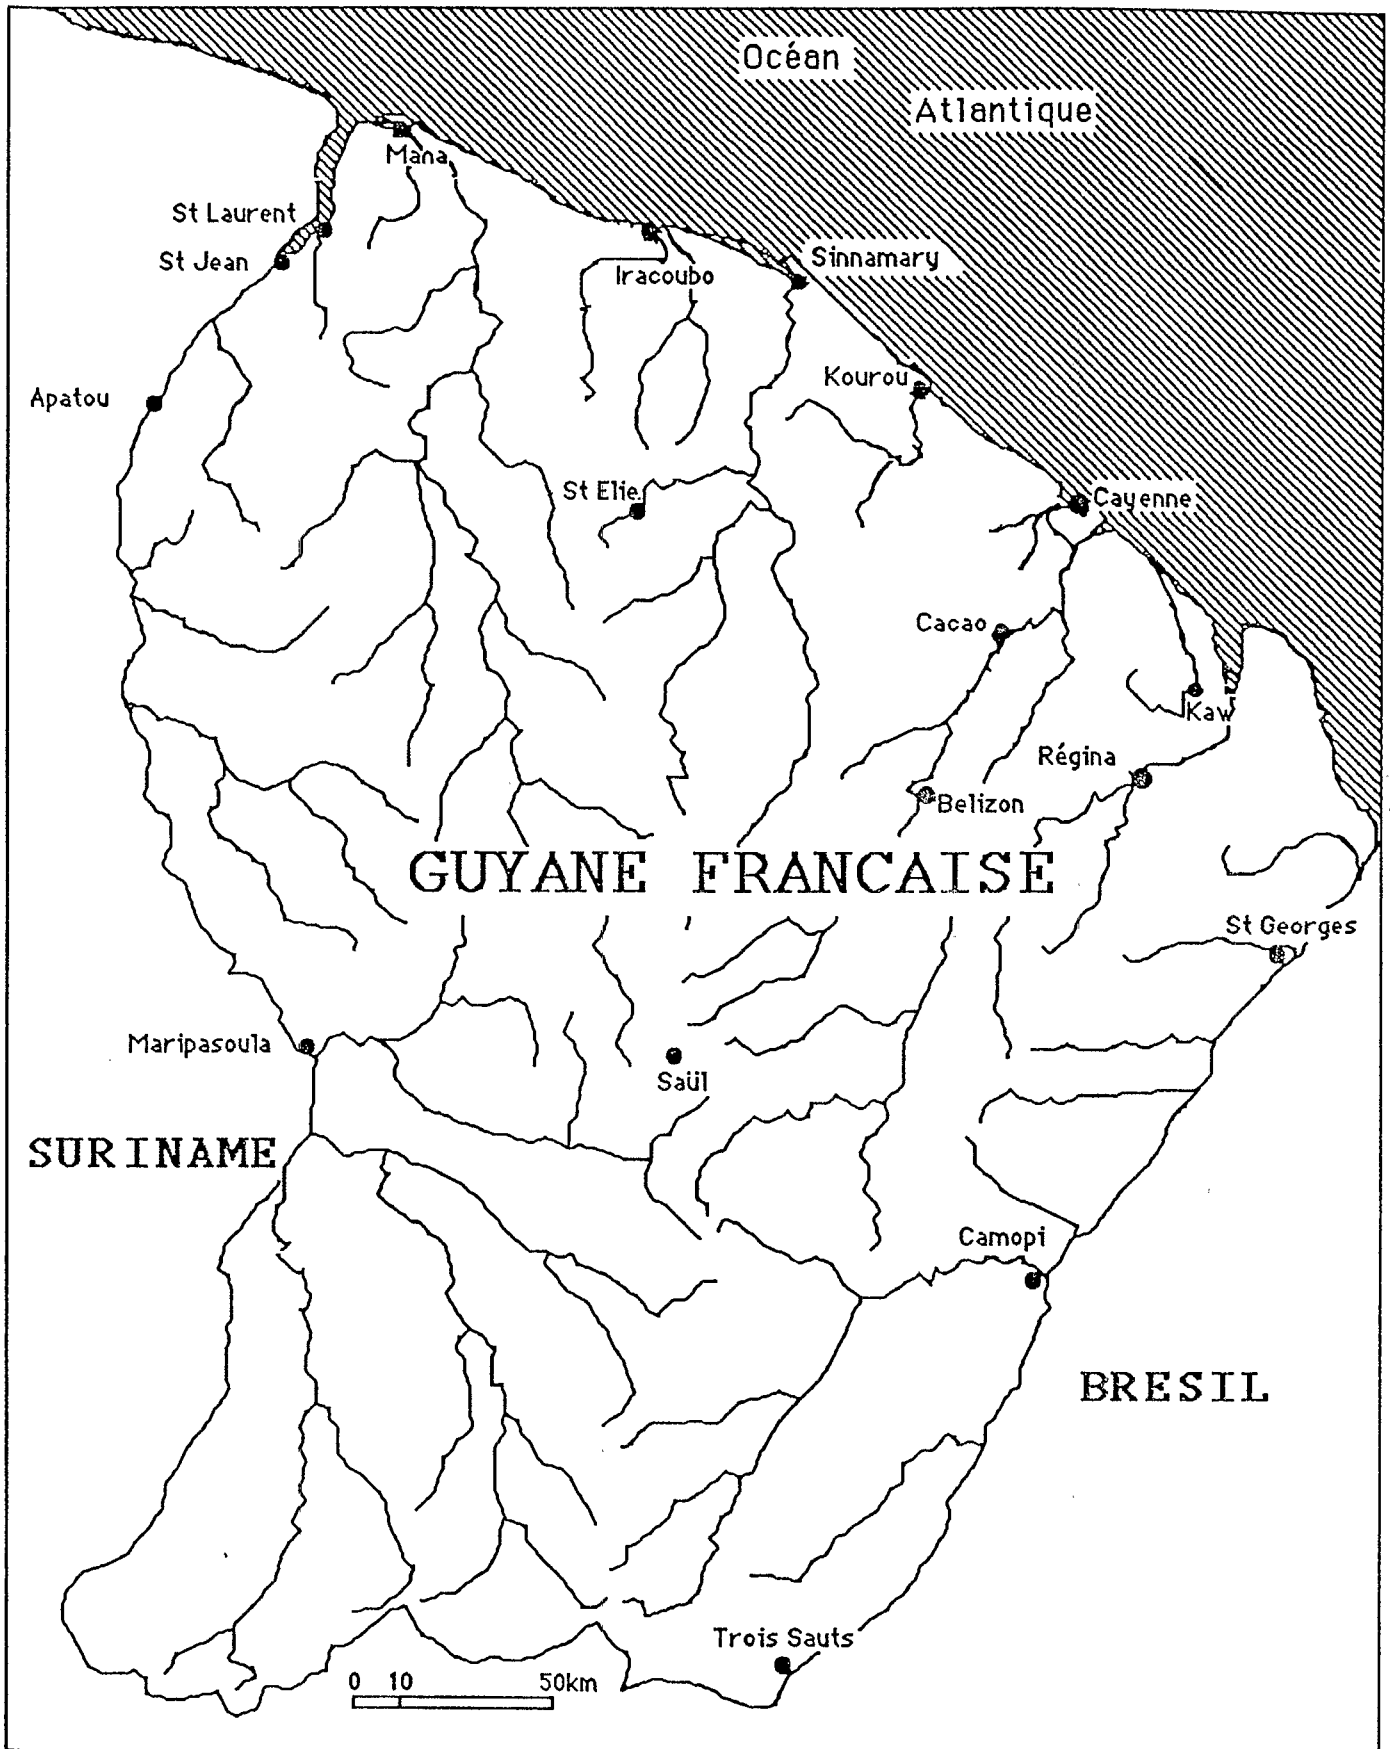 Océan
Atlantique
Mana
St Laurent
St Jean
Iracoubo
Sinnamary
Kourou
Apatou
St Elie
Cayenne
Cacao
Kaw
Régina
Belizon
GUYANE FRANCAISE
St Georges
Maripasoula
Saül
SURINAME
Camopi
BRESIL
Trois Sauts
0 10 50km